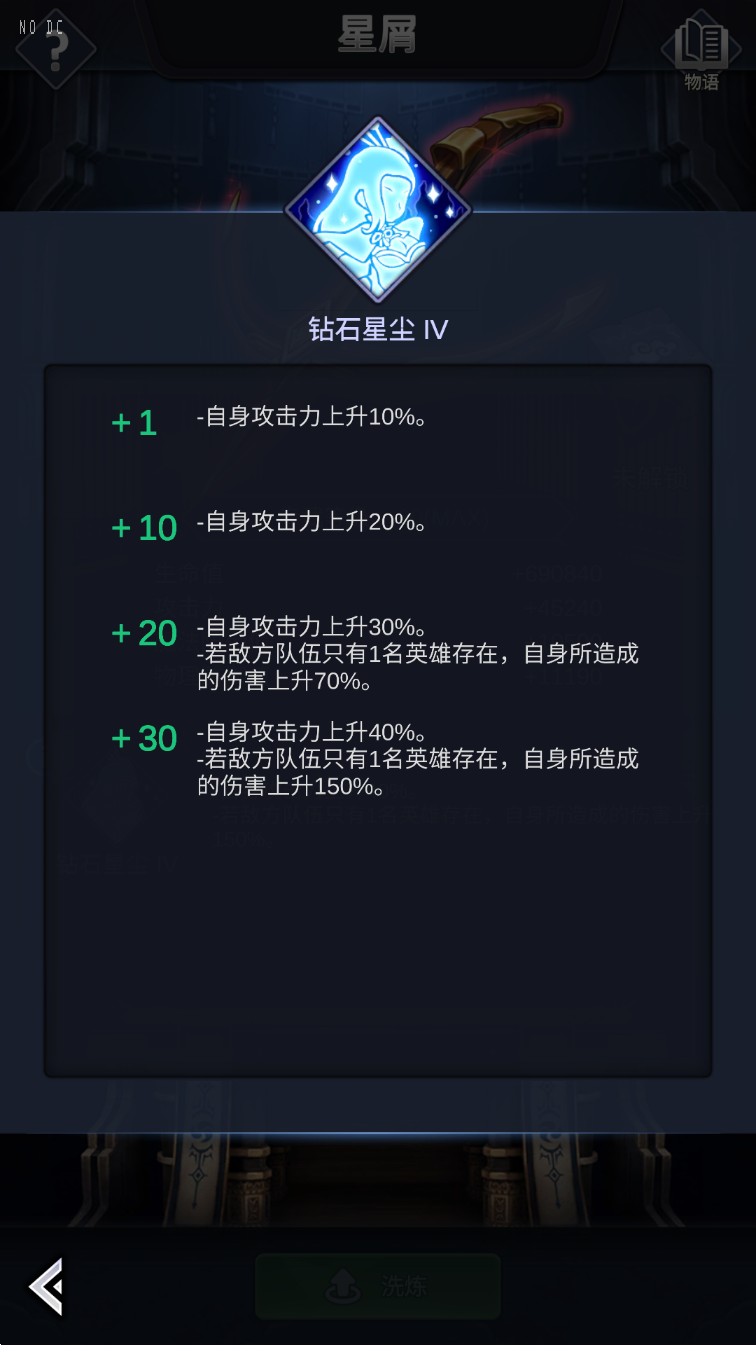 NO DC
?
星屑
物语
钻石星尘 IV
+1
-自身攻击力上升10%。
+10
-自身攻击力上升20%。
+20
-自身攻击力上升30%。
-若敌方队伍只有1名英雄存在，自身所造成
的伤害上升70%。
+30
-自身攻击力上升40%。
-若敌方队伍只有1名英雄存在，自身所造成
的伤害上升150%。
洗炼